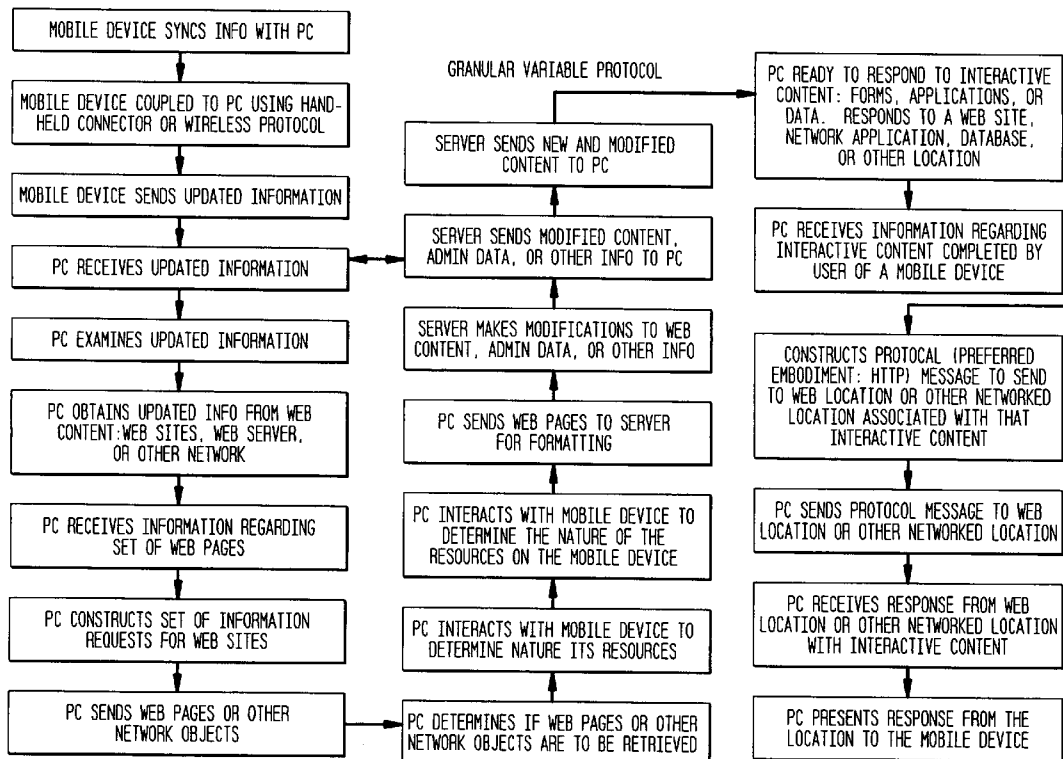 MOBILE DEVICE SYNCS INFO WITH PC
MOBILE DEVICE COUPLED TO PC USING HAND-
HELD CONNECTOR OR WIRELESS PROTOCOL
MOBILE DEVICE SENDS UPDATED INFORMATION
PC RECEIVES UPDATED INFORMATION
PC EXAMINES UPDATED INFORMATION
PC OBTAINS UPDATED INFO FROM WEB
CONTENT:WEB SITES, WEB SERVER,
OR OTHER NETWORK
PC RECEIVES INFORMATION REGARDING
SET OF WEB PAGES
PC CONSTRUCTS SET OF INFORMATION
REQUESTS FOR WEB SITES
PC SENDS WEB PAGES OR OTHER
NETWORK OBJECTS
GRANULAR VARIABLE PROTOCOL
SERVER SENDS NEW AND MODIFIED
CONTENT TO PC
SERVER SENDS MODIFIED CONTENT,
ADMIN DATA, OR OTHER INFO TO PC
SERVER MAKES MODIFICATIONS TO WEB
CONTENT, ADMIN DATA, OR OTHER INFO
PC SENDS WEB PAGES TO SERVER
FOR FORMATTING
PC INTERACTS WITH MOBILE DEVICE TO
DETERMINE THE NATURE OF THE
RESOURCES ON THE MOBILE DEVICE
PC INTERACTS WITH MOBILE DEVICE TO
DETERMINE NATURE ITS RESOURCES
PC DETERMINES IF WEB PAGES OR OTHER
NETWORK OBJECTS ARE TO BE RETRIEVED
PC READY TO RESPOND TO INTERACTIVE
CONTENT: FORMS, APPLICATIONS, OR
DATA. RESPONDS TO A WEB SITE,
NETWORK APPLICATION, DATABASE,
OR OTHER LOCATION
PC RECEIVES INFORMATION REGARDING
INTERACTIVE CONTENT COMPLETED BY
USER OF A MOBILE DEVICE
CONSTRUCTS PROTOCAL (PREFERRED
EMBODIMENT: HTTP) MESSAGE TO SEND
TO WEB LOCATION OR OTHER NETWORKED
LOCATION ASSOCIATED WITH THAT
INTERACTIVE CONTENT
PC SENDS PROTOCOL MESSAGE TO WEB
LOCATION OR OTHER NETWORKED LOCATION
PC RECEIVES RESPONSE FROM WEB
LOCATION OR OTHER NETWORKED LOCATION
WITH INTERACTIVE CONTENT
PC PRESENTS RESPONSE FROM THE
LOCATION TO THE MOBILE DEVICE